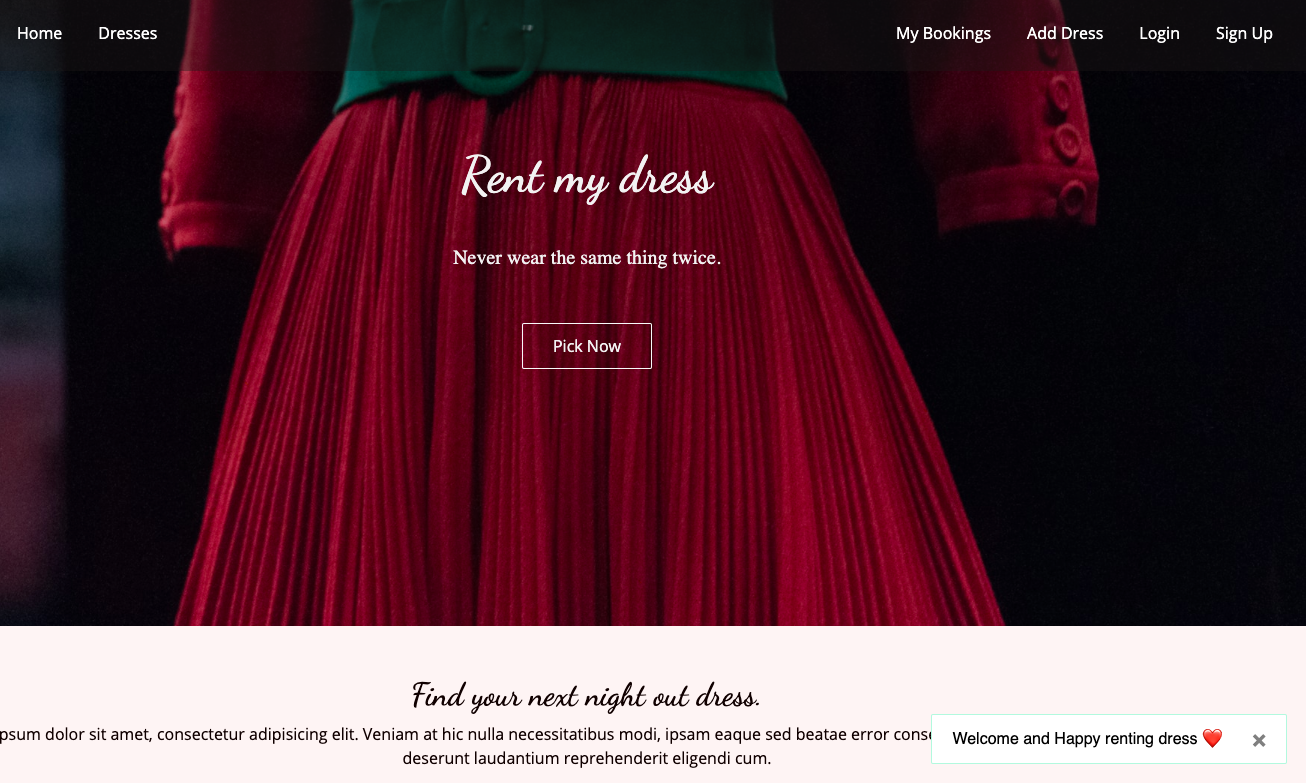 Home Dresses My Bookings Add Dress Login Sign Up
Rent my dress
Never wear the same thing twice.
Pick Now
Find your next night out dress.
psum dolor sit amet, consectetur adipisicing elit. Veniam at hic nulla necessitatibus modi, ipsam eaque sed beatae error conse
deserunt laudantium reprehenderit eligendi cum.
Welcome and Happy renting dress ❤️ ×